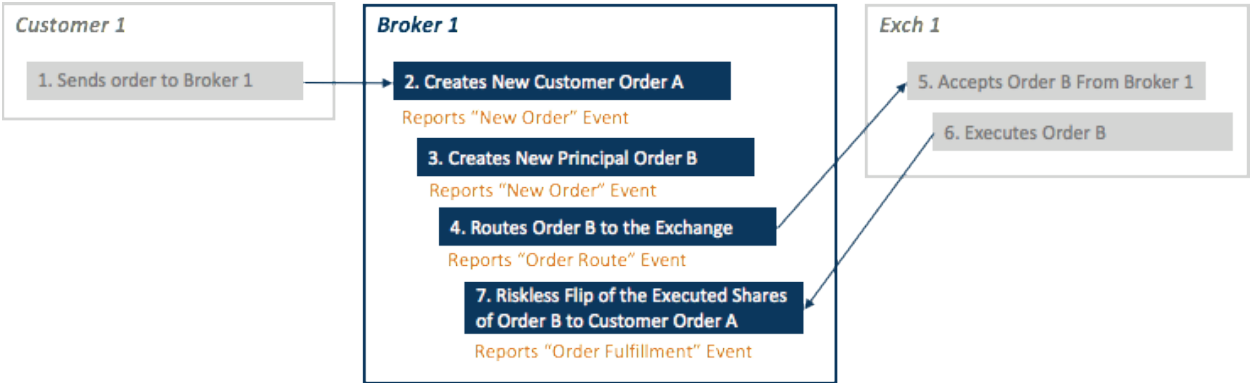 Customer 1
1. Sends order to Broker 1
Broker 1
2. Creates New Customer Order A
Reports "New Order" Event
3. Creates New Principal Order B
Reports "New Order" Event
4. Routes Order B to the Exchange
Reports "Order Route" Event
7. Riskless Flip of the Executed Shares
of Order B to Customer Order A
Reports "Order Fulfillment" Event
Exch 1
5. Accepts Order B From Broker 1
6. Executes Order B